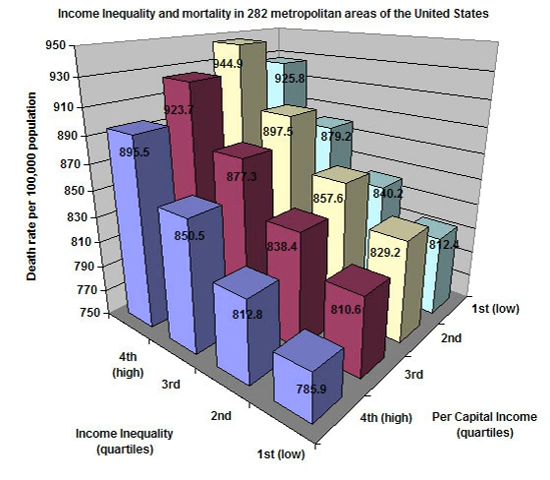 Income Inequality and mortality in 282 metropolitan areas of the United States
Death rate per 100,000 population
950
930
910
890
870
850
830
810
790
770
750
944.9
925.8
923.7
897.5
879.2
895.5
877.3
857.6
840.2
850.5
838.4
829.2
812.4
812.8
810.6
785.9
4th
(high)
3rd
2nd
1st (low)
Income Inequality
(quartiles)
4th (high)
3rd
2nd
1st (low)
Per Capital Income
(quartiles)